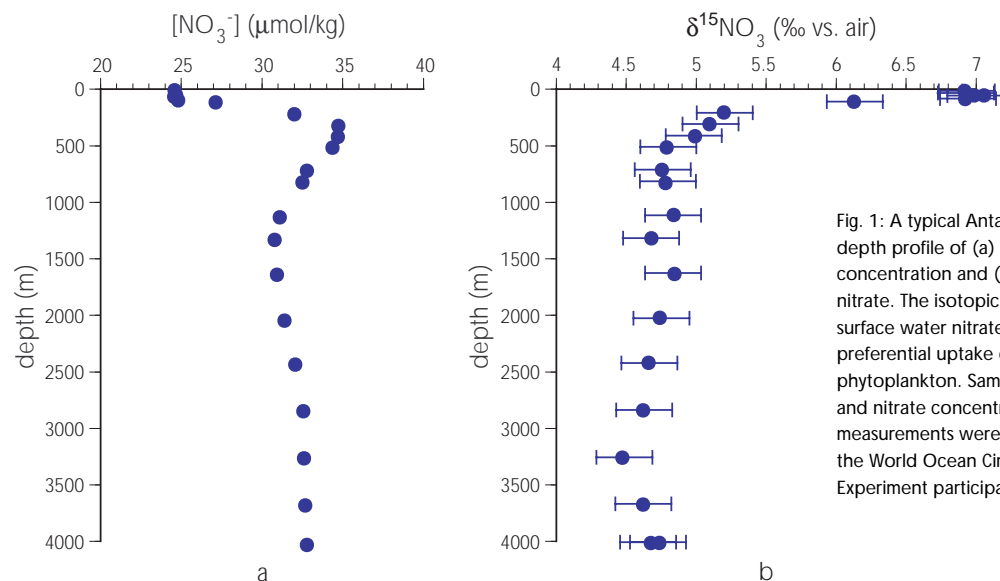 [NO3-] (μmol/kg)
20 25 30 35 40
0
500
1000
1500
2000
2500
3000
3500
4000
depth (m)
a
δ15NO3 (‰ vs. air)
4 4.5 5 5.5 6 6.5 7
0
500
1000
1500
2000
2500
3000
3500
4000
depth (m)
b
Fig. 1: A typical Anta
depth profile of (a)
concentration and (
nitrate. The isotopic
surface water nitrate
preferential uptake
phytoplankton. Sam
and nitrate concentr
measurements were
the World Ocean Cir
Experiment participa